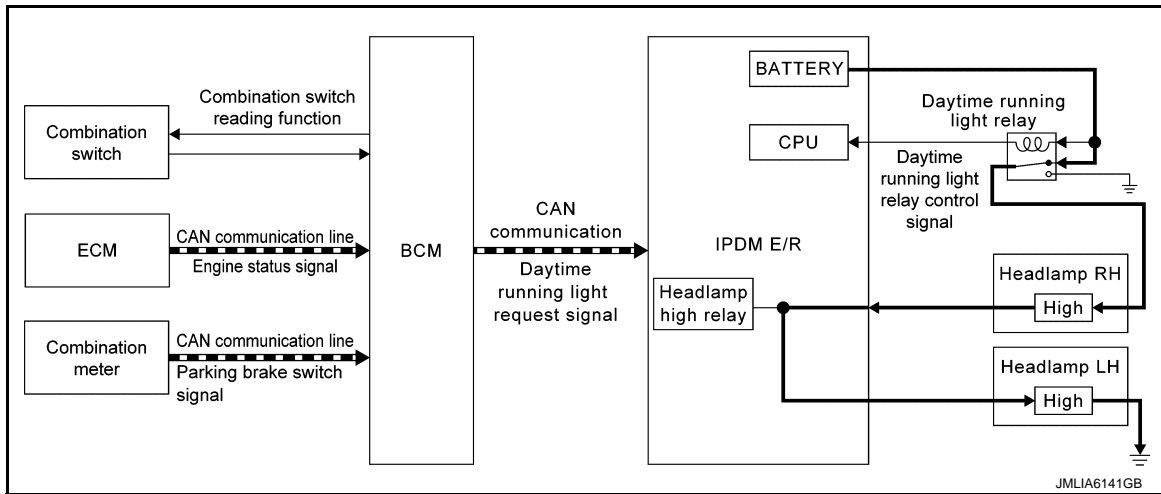 Combination
switch
Combination switch
reading function
ECM
CAN communication line
Engine status signal
Combination
meter
CAN communication line
Parking brake switch
signal
BCM
CAN
communication
Daytime
running light
request signal
IPDM E/R
BATTERY
CPU
Headlamp
high relay
Daytime running
light relay
Daytime
running light
relay control
signal
Headlamp RH
High
Headlamp LH
High
JMLIA6141GB